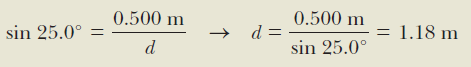 sin 25.0° = 0.500 m / d → d = 0.500 m / sin 25.0° = 1.18 m